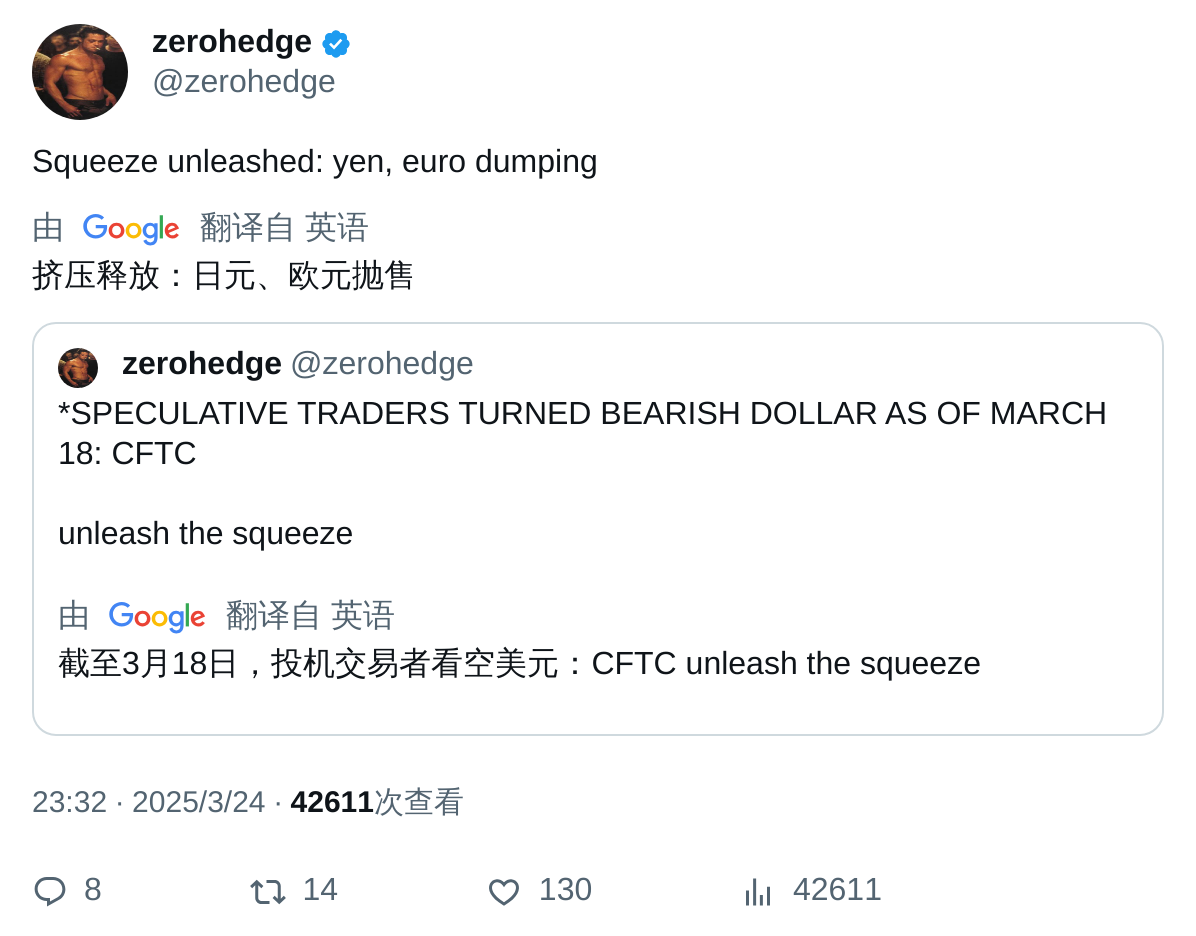 zerohedge
@zerohedge
Squeeze unleashed: yen, euro dumping
由 Google 翻译自 英语
挤压释放：日元、欧元抛售
zerohedge @zerohedge
*SPECULATIVE TRADERS TURNED BEARISH DOLLAR AS OF MARCH
18: CFTC
unleash the squeeze
由 Google 翻译自 英语
截至3月18日，投机交易者看空美元：CFTC unleash the squeeze
23:32 · 2025/3/24 · 42611次查看
8 14 130 42611